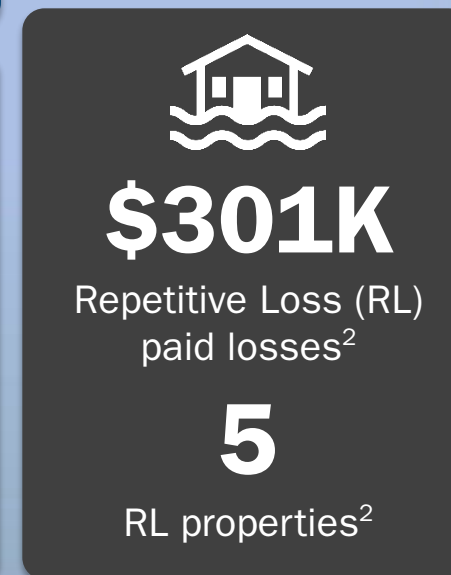 $301K
Repetitive Loss (RL)
paid losses²
5
RL properties²